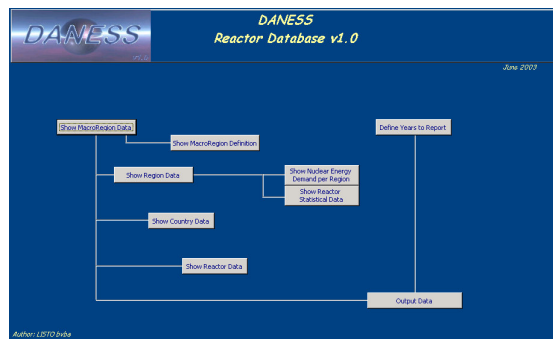 DANESS
DANESS
Reactor Database v1.0
June 2003
Show MacroRegion Data
Define Years to Report
Show MacroRegion Definition
Show Region Data
Show Nuclear Energy
Demand per Region
Show Reactor
Statistical Data
Show Country Data
Show Reactor Data
Output Data
Author: LISTO bvba